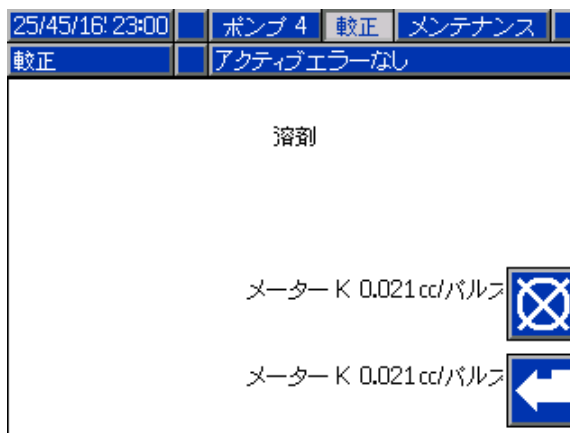 25/45/16 23:00 ポンプ 4 較正 メンテナンス
較正 アクティブエラーなし
溶剤
メーター K 0.021 cc/パルス
メーター K 0.021 cc/パルス